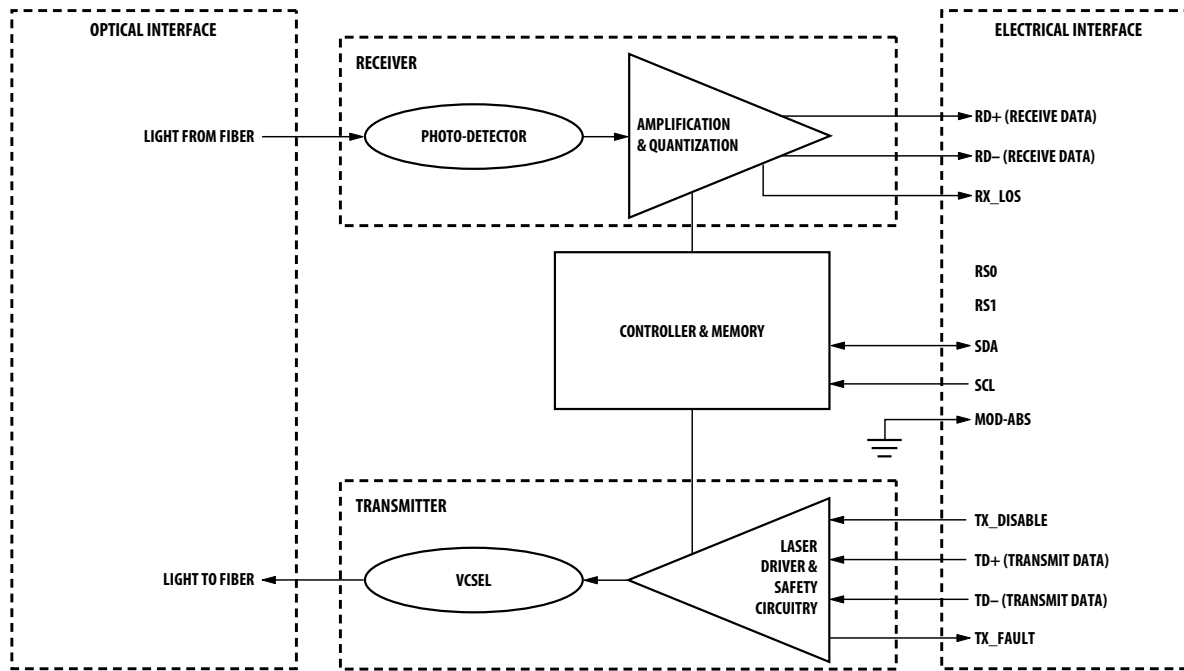 OPTICAL INTERFACE
ELECTRICAL INTERFACE
RECEIVER
LIGHT FROM FIBER
PHOTO-DETECTOR
AMPLIFICATION
& QUANTIZATION
RD+ (RECEIVE DATA)
RD– (RECEIVE DATA)
RX_LOS
CONTROLLER & MEMORY
RS0
RS1
SDA
SCL
MOD-ABS
TRANSMITTER
LIGHT TO FIBER
VCSEL
LASER
DRIVER &
SAFETY
CIRCUITRY
TX_DISABLE
TD+ (TRANSMIT DATA)
TD– (TRANSMIT DATA)
TX_FAULT